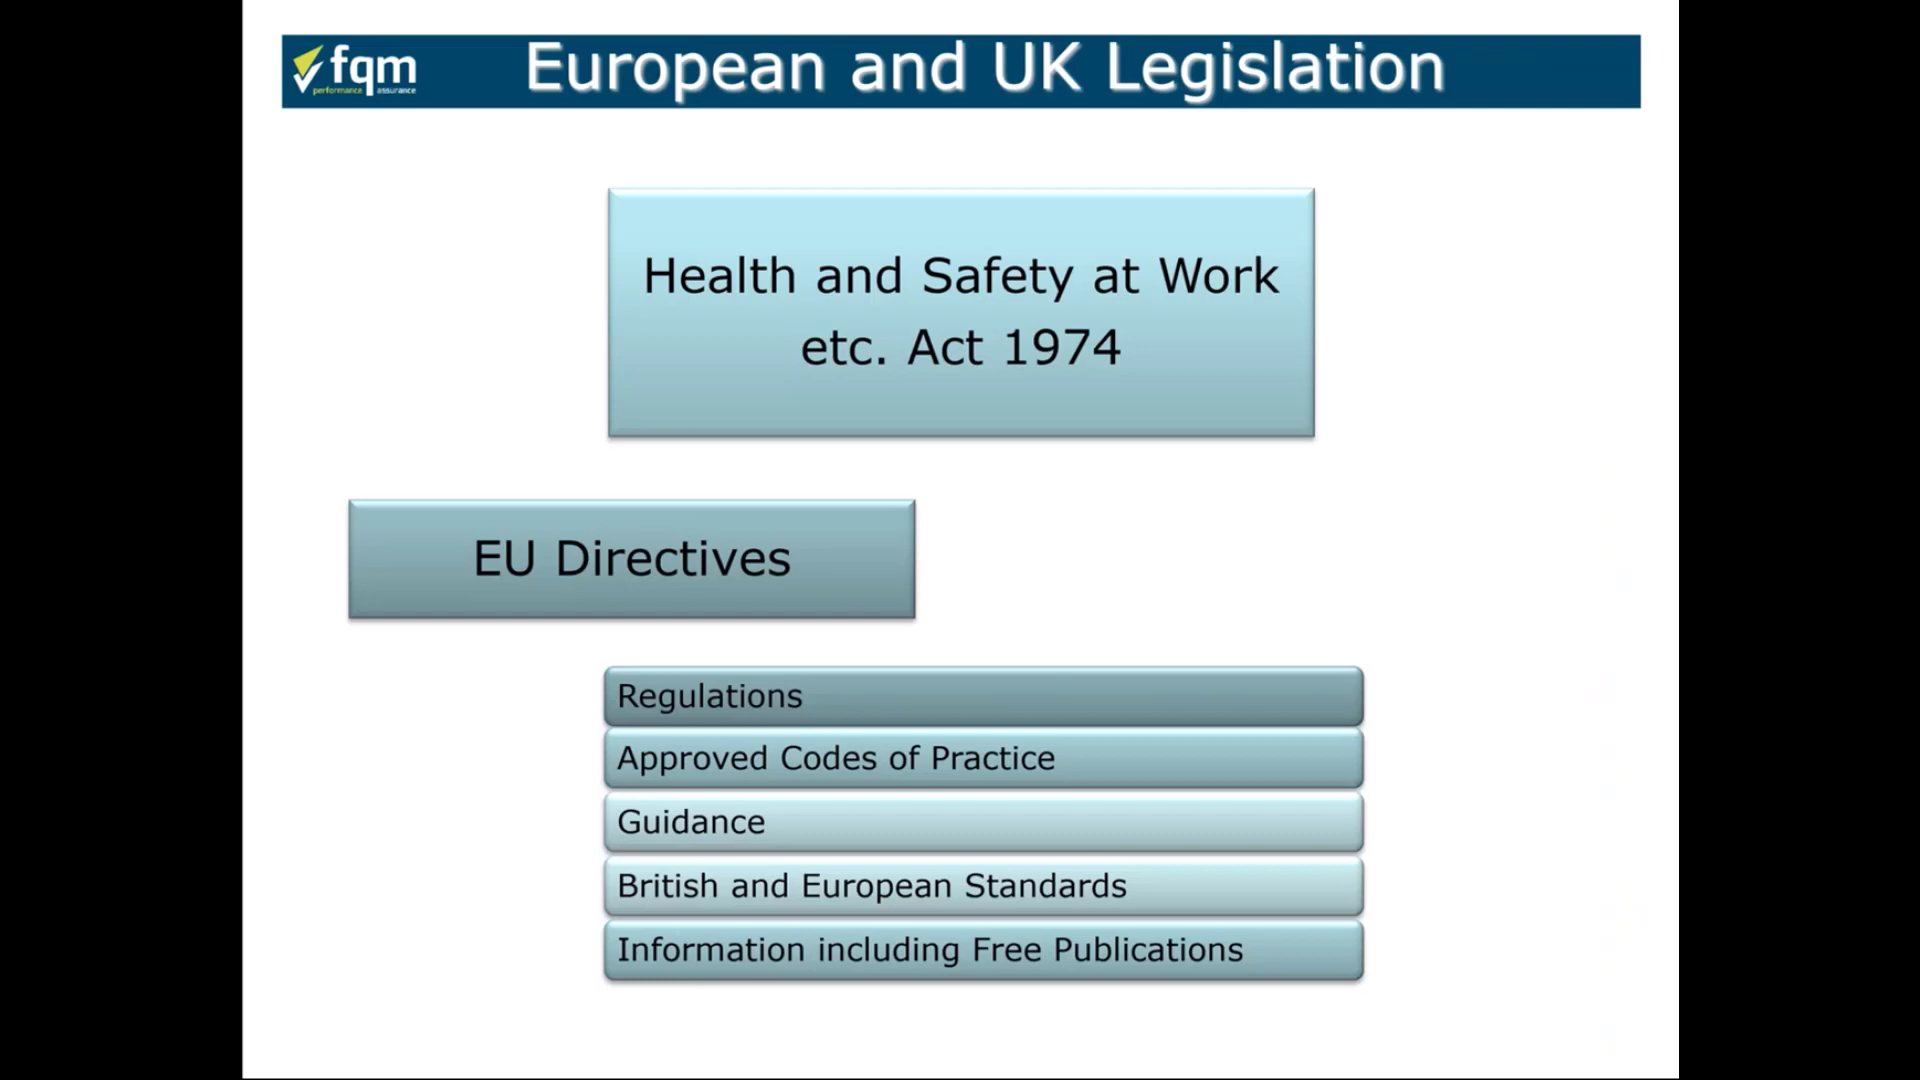 fqm
performance assurance
European and UK Legislation
Health and Safety at Work
etc. Act 1974
EU Directives
Regulations
Approved Codes of Practice
Guidance
British and European Standards
Information including Free Publications